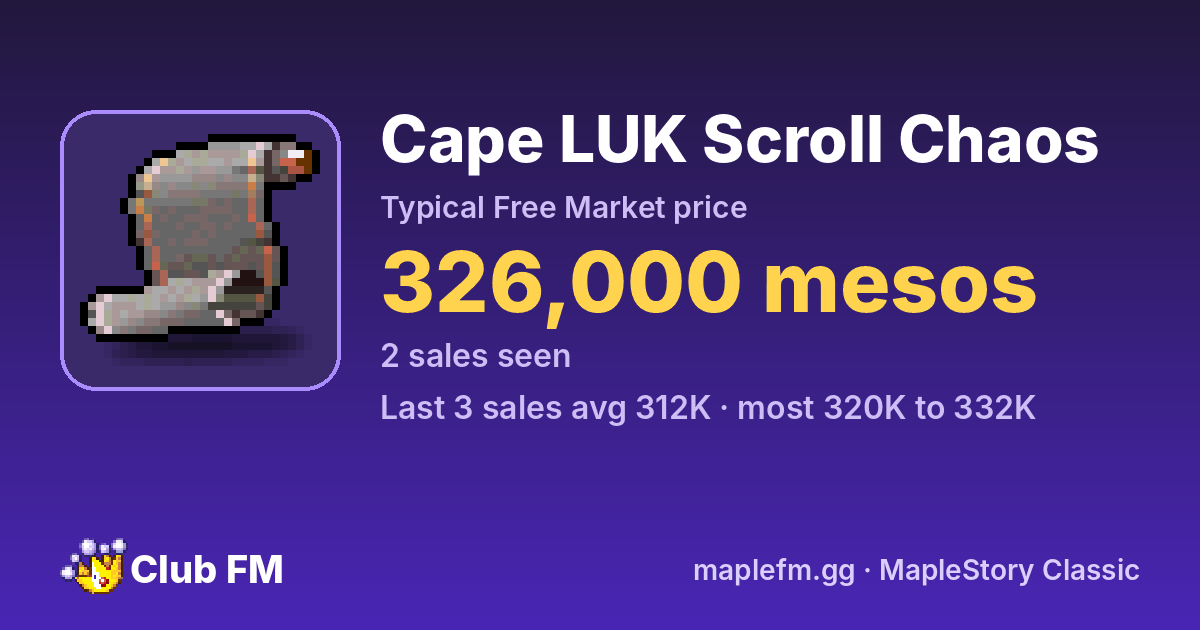 Cape LUK Scroll Chaos
Typical Free Market price
326,000 mesos
2 sales seen
Last 3 sales avg 312K · most 320K to 332K
Club FM
maplefm.gg · MapleStory Classic